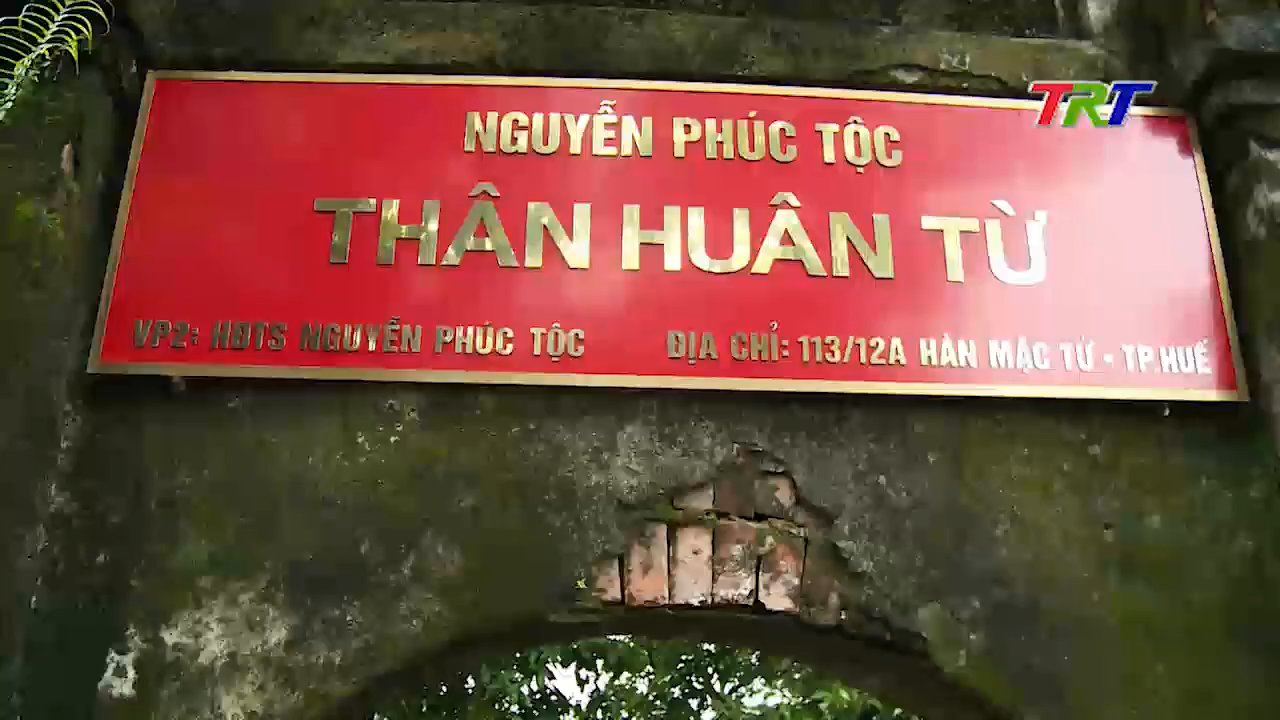 TRT
NGUYỄN PHÚC TỘC
THÂN HUÂN TỪ
VP2: HĐTS NGUYỄN PHÚC TỘC ĐỊA CHỈ: 113/12A HÀN MẶC TỬ - TP.HUẾ